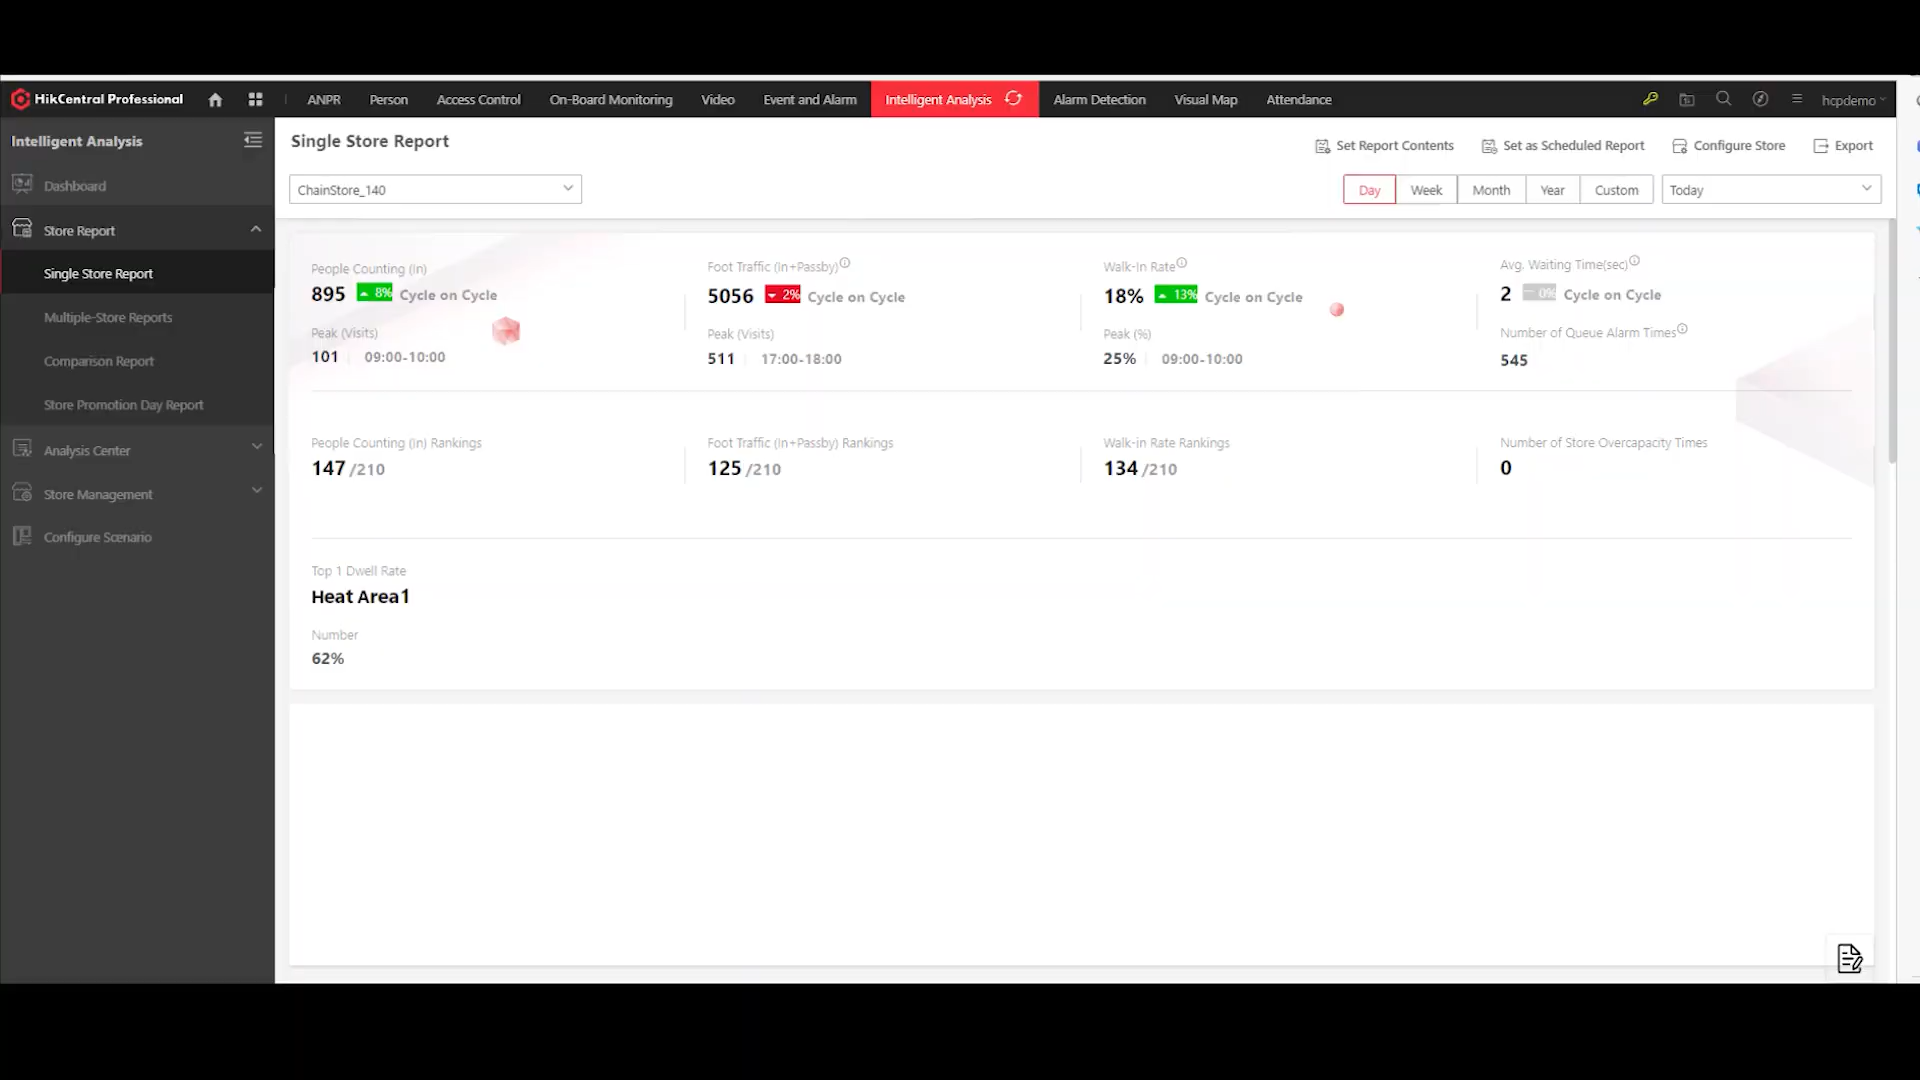 HikCentral Professional
ANPR
Person
Access Control
On-Board Monitoring
Video
Event and Alarm
Intelligent Analysis
Alarm Detection
Visual Map
Attendance
hcpdemo
Intelligent Analysis
Dashboard
Store Report
Single Store Report
Multiple-Store Reports
Comparison Report
Store Promotion Day Report
Analysis Center
Store Management
Configure Scenario
Single Store Report
Set Report Contents
Set as Scheduled Report
Configure Store
Export
ChainStore_140
Day
Week
Month
Year
Custom
Today
People Counting (In)
895 8% Cycle on Cycle
Peak (Visits)
101 09:00-10:00
Foot Traffic (In+Passby)
5056 2% Cycle on Cycle
Peak (Visits)
511 17:00-18:00
Walk-In Rate
18% 13% Cycle on Cycle
Peak (%)
25% 09:00-10:00
Avg. Waiting Time(sec)
2 0% Cycle on Cycle
Number of Queue Alarm Times
545
People Counting (In) Rankings
147 /210
Foot Traffic (In+Passby) Rankings
125 /210
Walk-in Rate Rankings
134 /210
Number of Store Overcapacity Times
0
Top 1 Dwell Rate
Heat Area1
Number
62%